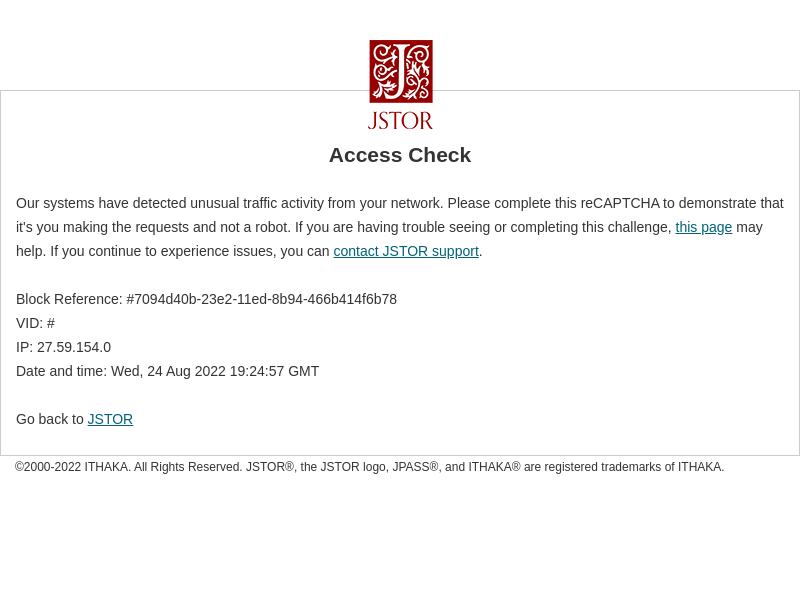 JSTOR
Access Check
Our systems have detected unusual traffic activity from your network. Please complete this reCAPTCHA to demonstrate that
it's you making the requests and not a robot. If you are having trouble seeing or completing this challenge, this page may
help. If you continue to experience issues, you can contact JSTOR support.
Block Reference: #7094d40b-23e2-11ed-8b94-466b414f6b78
VID: #
IP: 27.59.154.0
Date and time: Wed, 24 Aug 2022 19:24:57 GMT
Go back to JSTOR
©2000-2022 ITHAKA. All Rights Reserved. JSTOR®, the JSTOR logo, JPASS®, and ITHAKA® are registered trademarks of ITHAKA.